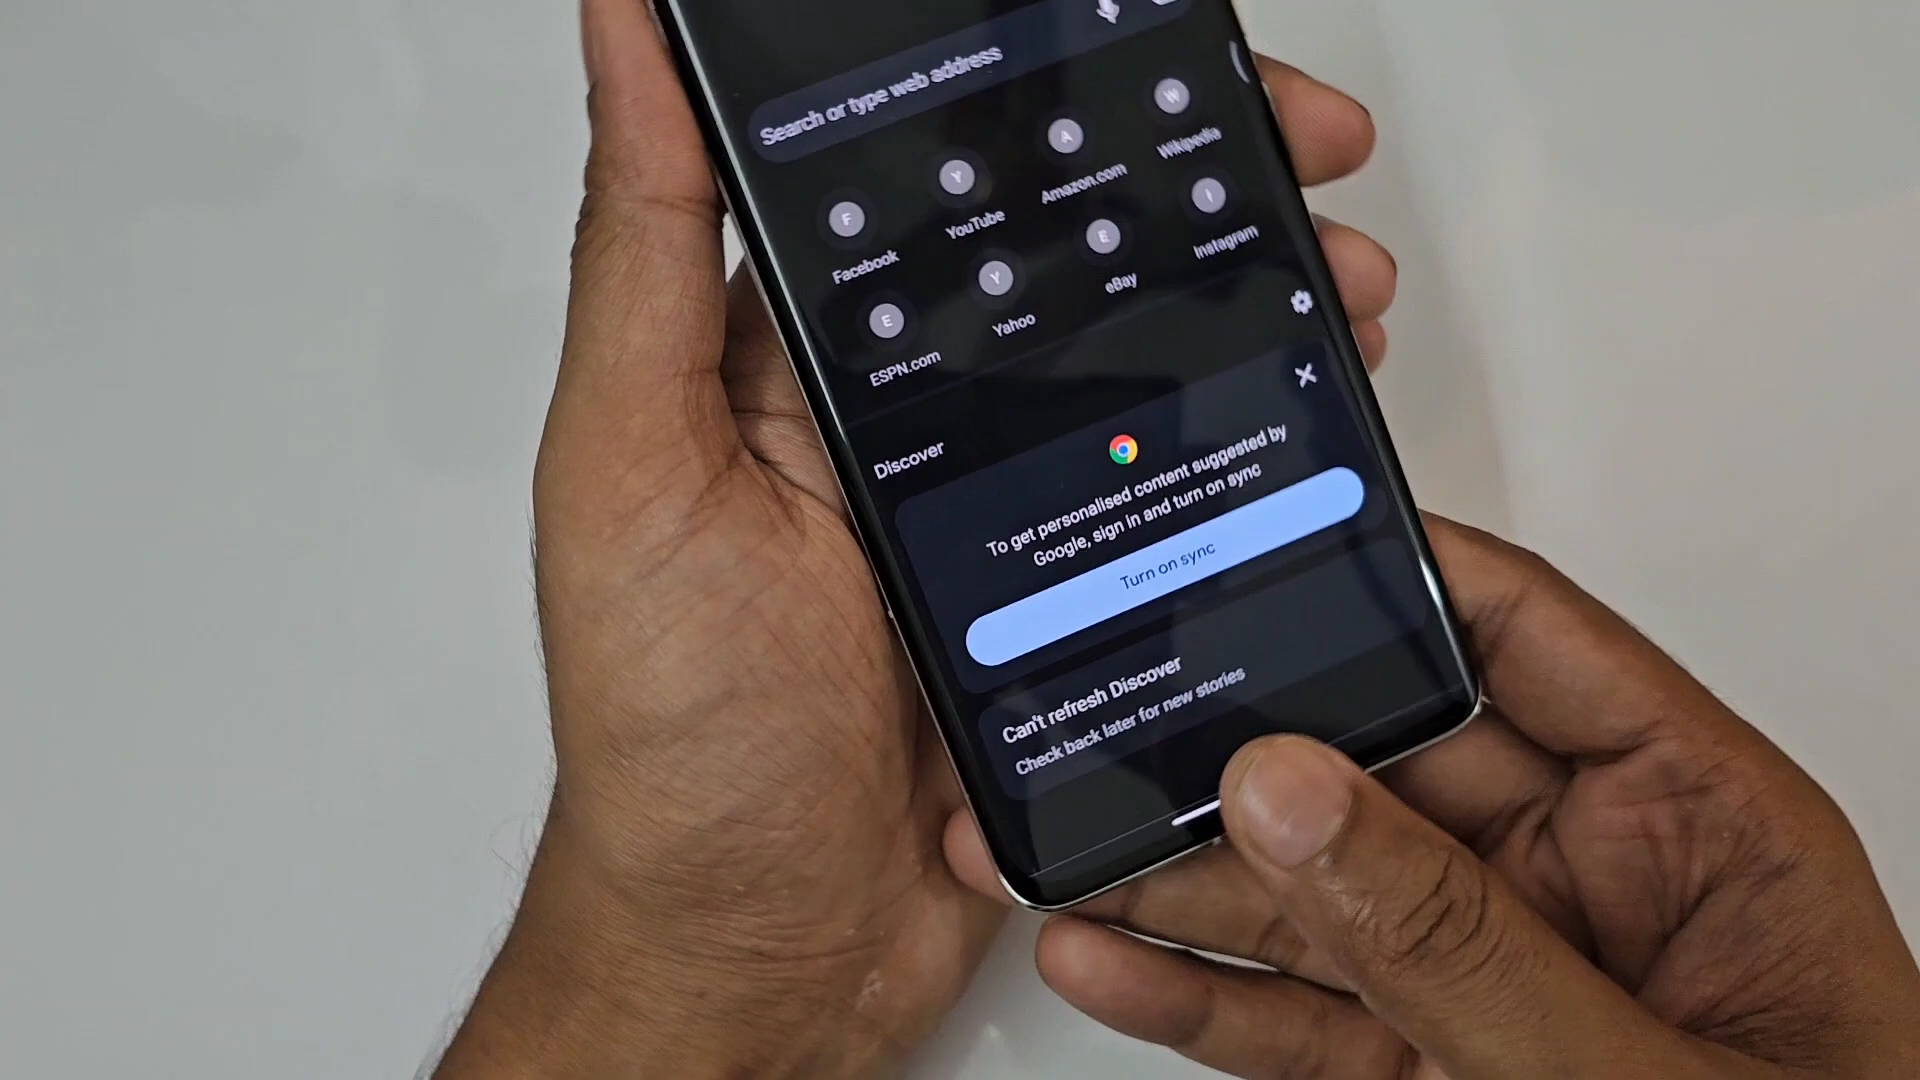 Search or type web address
F
Y
A
W
Facebook
YouTube
Amazon.com
Wikipedia
E
Y
E
I
ESPN.com
Yahoo
eBay
Instagram
Discover
To get personalised content suggested by
Google, sign in and turn on sync
Turn on sync
Can't refresh Discover
Check back later for new stories